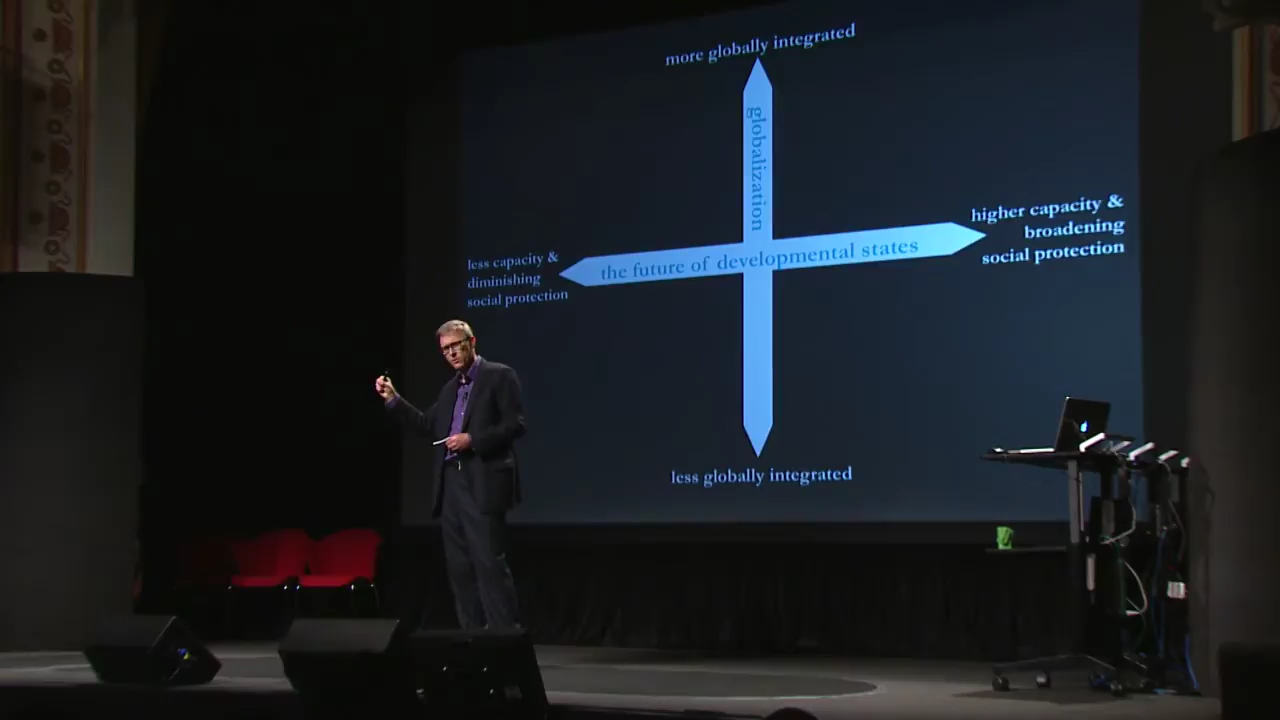 more globally integrated
globalization
higher capacity &
broadening
social protection
the future of developmental states
less capacity &
diminishing
social protection
less globally integrated